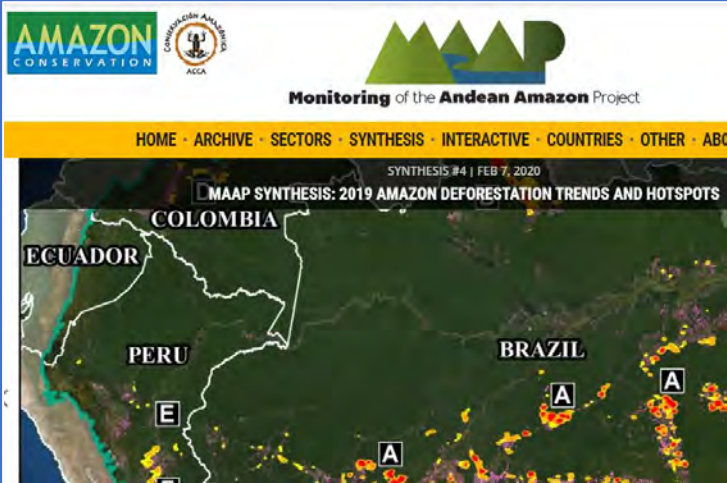 AMAZON
CONSERVATION
CONSERVACIÓN AMAZÓNICA
ACCA
MAAP
Monitoring of the Andean Amazon Project
HOME · ARCHIVE · SECTORS · SYNTHESIS · INTERACTIVE · COUNTRIES · OTHER · ABO
SYNTHESIS #4 | FEB 7, 2020
MAAP SYNTHESIS: 2019 AMAZON DEFORESTATION TRENDS AND HOTSPOTS
COLOMBIA
ECUADOR
PERU
BRAZIL
A
A
E
A